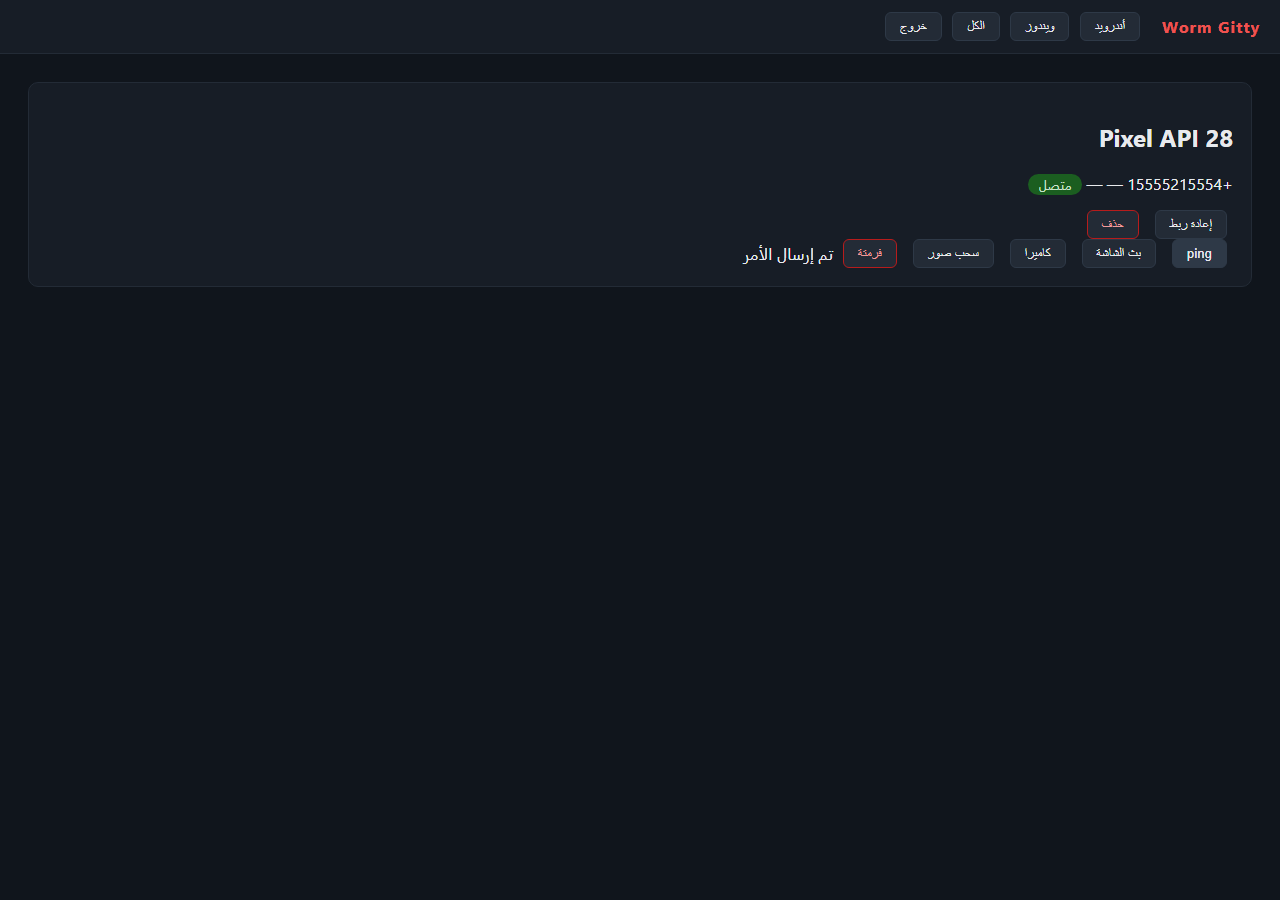 Worm Gitty أندرويد ويندوز الكل خروج
Pixel API 28
+15555215554 — — متصل
إعادة ربط حذف
ping بث الشاشة كاميرا سحب صور فرمتة تم إرسال الأمر